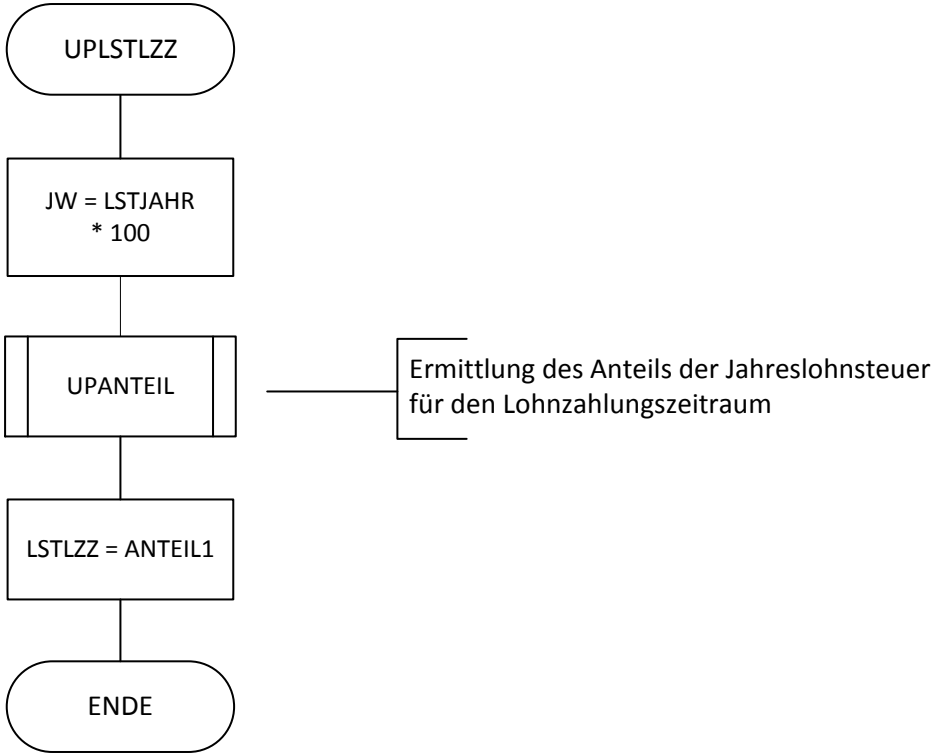 UPLSTLZZ
JW = LSTJAHR
* 100
UPANTEIL
Ermittlung des Anteils der Jahreslohnsteuer
für den Lohnzahlungszeitraum
LSTLZZ = ANTEIL1
ENDE